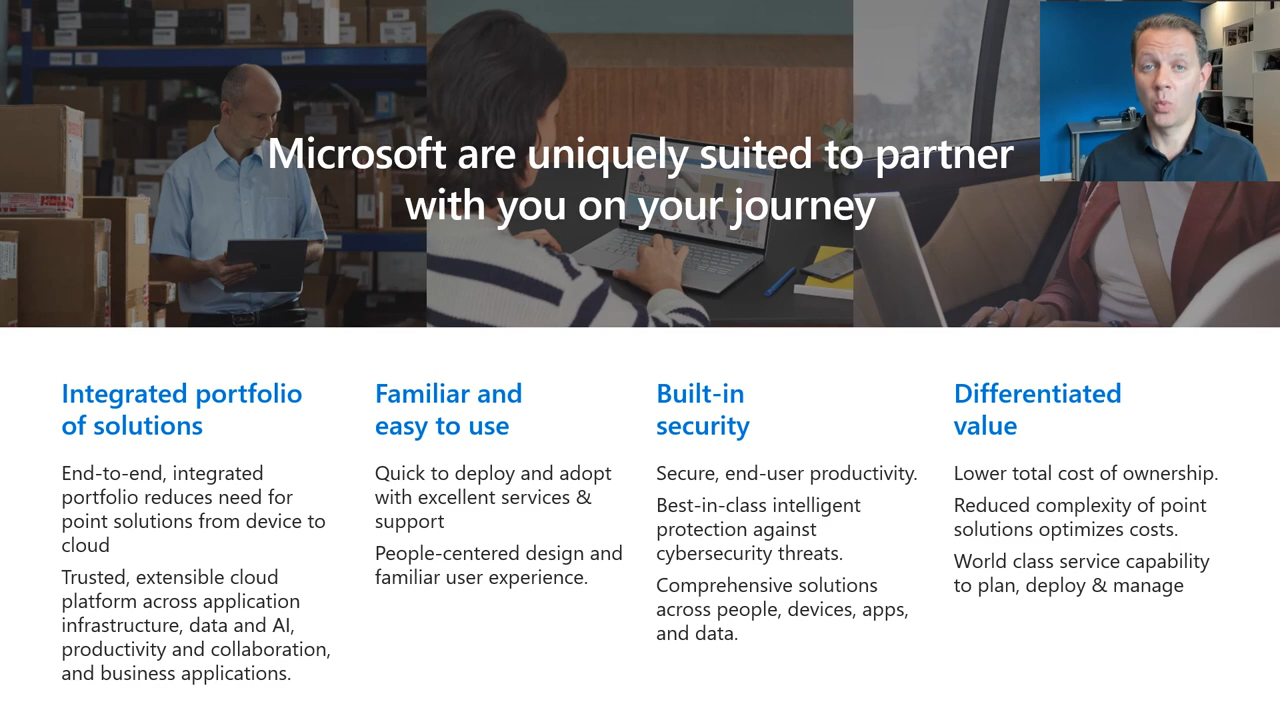 Microsoft are uniquely suited to partner
with you on your journey
Integrated portfolio
of solutions
End-to-end, integrated
portfolio reduces need for
point solutions from device to
cloud
Trusted, extensible cloud
platform across application
infrastructure, data and AI,
productivity and collaboration,
and business applications.
Familiar and
easy to use
Quick to deploy and adopt
with excellent services &
support
People-centered design and
familiar user experience.
Built-in
security
Secure, end-user productivity.
Best-in-class intelligent
protection against
cybersecurity threats.
Comprehensive solutions
across people, devices, apps,
and data.
Differentiated
value
Lower total cost of ownership.
Reduced complexity of point
solutions optimizes costs.
World class service capability
to plan, deploy & manage